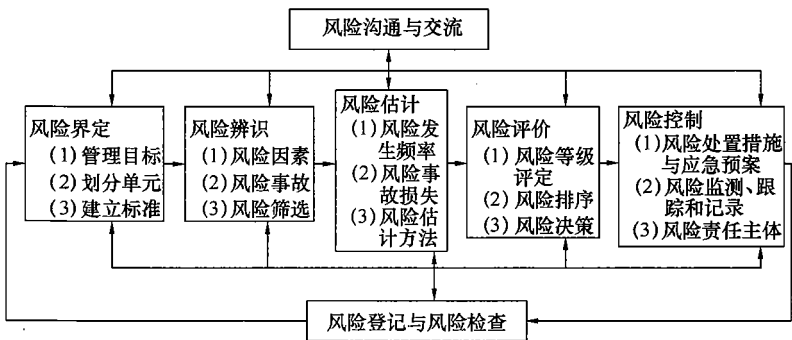 风险沟通与交流
风险界定
(1)管理目标
(2)划分单元
(3)建立标准
风险辨识
(1)风险因素
(2)风险事故
(3)风险筛选
风险估计
(1)风险发
生频率
(2)风险事
故损失
(3)风险估
计方法
风险评价
(1)风险等级
评定
(2)风险排序
(3)风险决策
风险控制
(1)风险处置措施
与应急预案
(2)风险监测、跟
踪和记录
(3)风险责任主体
风险登记与风险检查